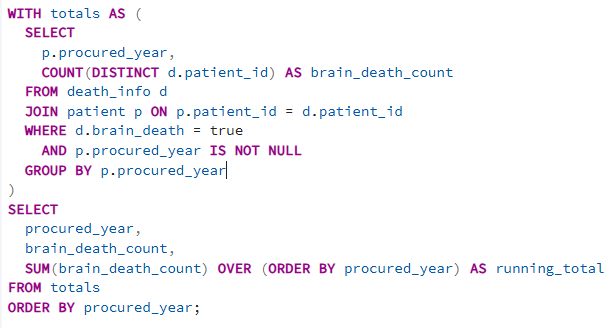 WITH totals AS (
  SELECT
    p.procured_year,
    COUNT(DISTINCT d.patient_id) AS brain_death_count
  FROM death_info d
  JOIN patient p ON p.patient_id = d.patient_id
  WHERE d.brain_death = true
    AND p.procured_year IS NOT NULL
  GROUP BY p.procured_year
)
SELECT
  procured_year,
  brain_death_count,
  SUM(brain_death_count) OVER (ORDER BY procured_year) AS running_total
FROM totals
ORDER BY procured_year;